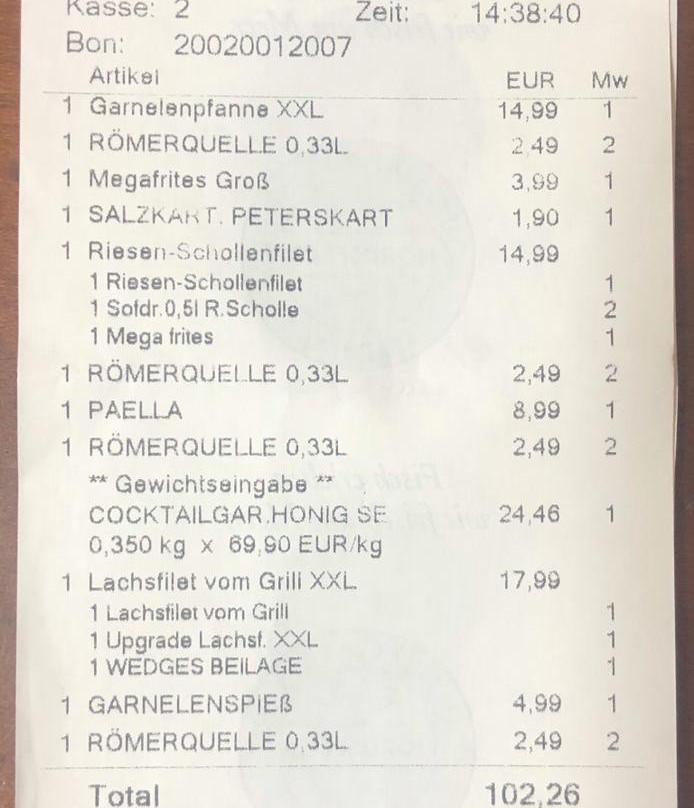 Kasse: 2 Zeit: 14:38:40
Bon: 20020012007
Artikel EUR Mw
1 Garnelenpfanne XXL 14,99 1
1 RÖMERQUELLE 0,33L 2,49 2
1 Megafrites Groß 3,99 1
1 SALZKART. PETERSKART 1,90 1
1 Riesen-Schollenfilet 14,99
1 Riesen-Schollenfilet 1
1 Sofdr.0,5l R.Scholle 2
1 Mega frites 1
1 RÖMERQUELLE 0,33L 2,49 2
1 PAELLA 8,99 1
1 RÖMERQUELLE 0,33L 2,49 2
** Gewichtseingabe **
COCKTAILGAR.HONIG SE 24,46 1
0,350 kg x 69,90 EUR/kg
1 Lachsfilet vom Grill XXL 17,99
1 Lachsfilet vom Grill 1
1 Upgrade Lachsf. XXL 1
1 WEDGES BEILAGE 1
1 GARNELENSPIEß 4,99 1
1 RÖMERQUELLE 0,33L 2,49 2
Total 102,26